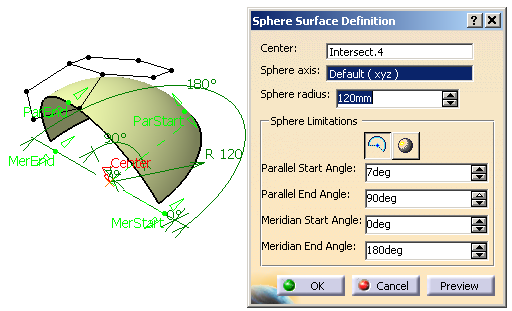 Sphere Surface Definition
Center:
Intersect.4
Sphere axis:
Default ( xyz )
Sphere radius:
120mm
Sphere Limitations
Parallel Start Angle:
7deg
Parallel End Angle:
90deg
Meridian Start Angle:
0deg
Meridian End Angle:
180deg
OK
Cancel
Preview
180°
ParEnd
ParStart
90°
MerEnd
Center
R 120
MerStart
0°